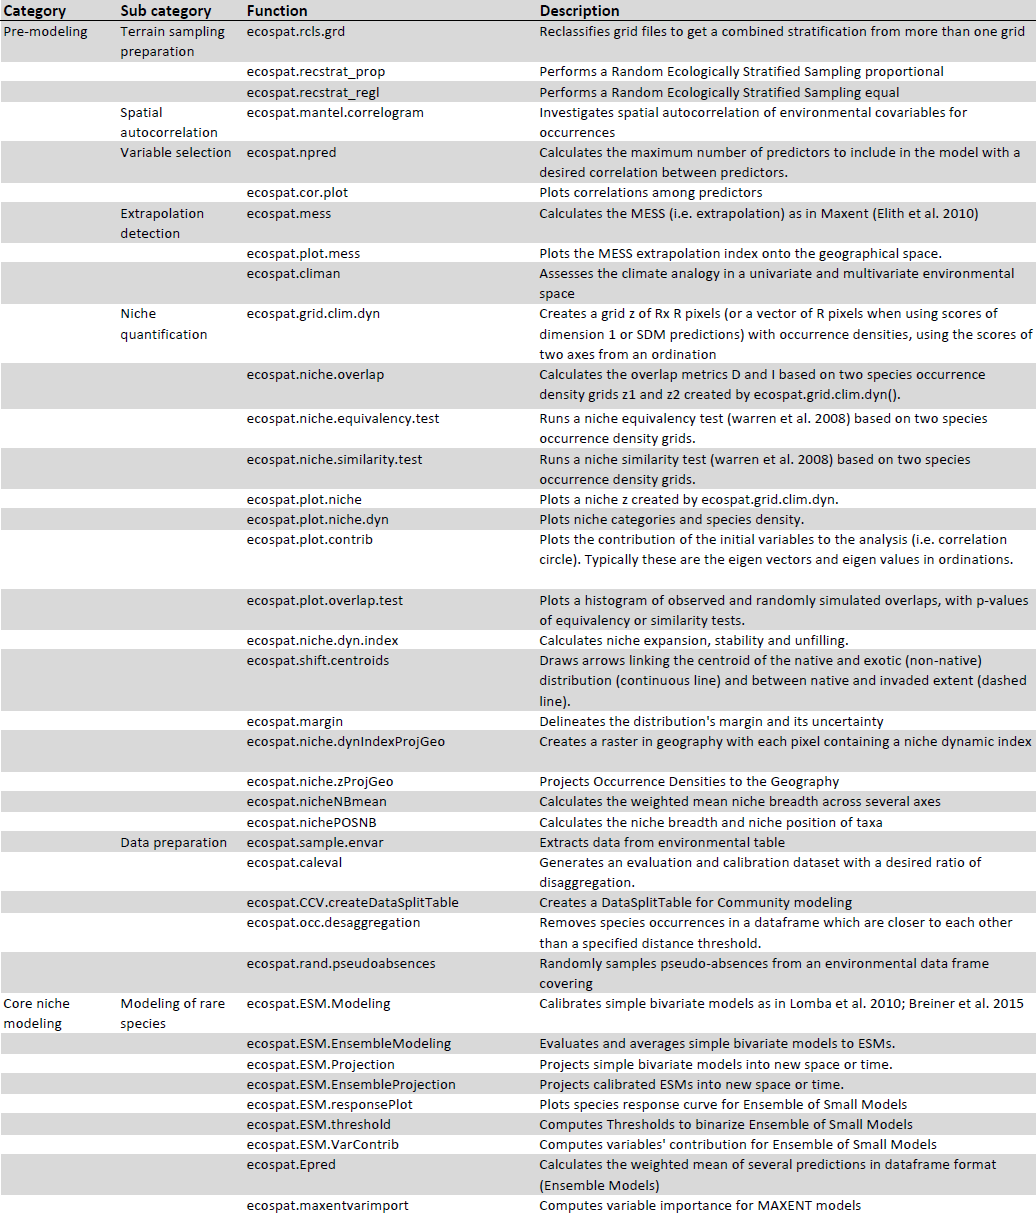 Category Sub category Function Description
Pre-modeling Terrain sampling ecospat.rcls.grd Reclassifies grid files to get a combined stratification from more than one grid
preparation
ecospat.recstrat_prop Performs a Random Ecologically Stratified Sampling proportional
ecospat.recstrat_regl Performs a Random Ecologically Stratified Sampling equal
Spatial ecospat.mantel.correlogram Investigates spatial autocorrelation of environmental covariables for
autocorrelation occurrences
Variable selection ecospat.npred Calculates the maximum number of predictors to include in the model with a
desired correlation between predictors.
ecospat.cor.plot Plots correlations among predictors
Extrapolation ecospat.mess Calculates the MESS (i.e. extrapolation) as in Maxent (Elith et al. 2010)
detection
ecospat.plot.mess Plots the MESS extrapolation index onto the geographical space.
ecospat.climan Assesses the climate analogy in a univariate and multivariate environmental
space
Niche ecospat.grid.clim.dyn Creates a grid z of Rx R pixels (or a vector of R pixels when using scores of
quantification dimension 1 or SDM predictions) with occurrence densities, using the scores of
two axes from an ordination
ecospat.niche.overlap Calculates the overlap metrics D and I based on two species occurrence
density grids z1 and z2 created by ecospat.grid.clim.dyn().
ecospat.niche.equivalency.test Runs a niche equivalency test (warren et al. 2008) based on two species
occurrence density grids.
ecospat.niche.similarity.test Runs a niche similarity test (warren et al. 2008) based on two species
occurrence density grids.
ecospat.plot.niche Plots a niche z created by ecospat.grid.clim.dyn.
ecospat.plot.niche.dyn Plots niche categories and species density.
ecospat.plot.contrib Plots the contribution of the initial variables to the analysis (i.e. correlation
circle). Typically these are the eigen vectors and eigen values in ordinations.
ecospat.plot.overlap.test Plots a histogram of observed and randomly simulated overlaps, with p-values
of equivalency or similarity tests.
ecospat.niche.dyn.index Calculates niche expansion, stability and unfilling.
ecospat.shift.centroids Draws arrows linking the centroid of the native and exotic (non-native)
distribution (continuous line) and between native and invaded extent (dashed
line).
ecospat.margin Delineates the distribution's margin and its uncertainty
ecospat.niche.dynIndexProjGeo Creates a raster in geography with each pixel containing a niche dynamic index
ecospat.niche.zProjGeo Projects Occurrence Densities to the Geography
ecospat.nicheNBmean Calculates the weighted mean niche breadth across several axes
ecospat.nichePOSNB Calculates the niche breadth and niche position of taxa
Data preparation ecospat.sample.envar Extracts data from environmental table
ecospat.caleval Generates an evaluation and calibration dataset with a desired ratio of
disaggregation.
ecospat.CCV.createDataSplitTable Creates a DataSplitTable for Community modeling
ecospat.occ.desaggregation Removes species occurrences in a dataframe which are closer to each other
than a specified distance threshold.
ecospat.rand.pseudoabsences Randomly samples pseudo-absences from an environmental data frame
covering
Core niche Modeling of rare ecospat.ESM.Modeling Calibrates simple bivariate models as in Lomba et al. 2010; Breiner et al. 2015
modeling species
ecospat.ESM.EnsembleModeling Evaluates and averages simple bivariate models to ESMs.
ecospat.ESM.Projection Projects simple bivariate models into new space or time.
ecospat.ESM.EnsembleProjection Projects calibrated ESMs into new space or time.
ecospat.ESM.responsePlot Plots species response curve for Ensemble of Small Models
ecospat.ESM.threshold Computes Thresholds to binarize Ensemble of Small Models
ecospat.ESM.VarContrib Computes variables' contribution for Ensemble of Small Models
ecospat.Epred Calculates the weighted mean of several predictions in dataframe format
(Ensemble Models)
ecospat.maxentvarimport Computes variable importance for MAXENT models